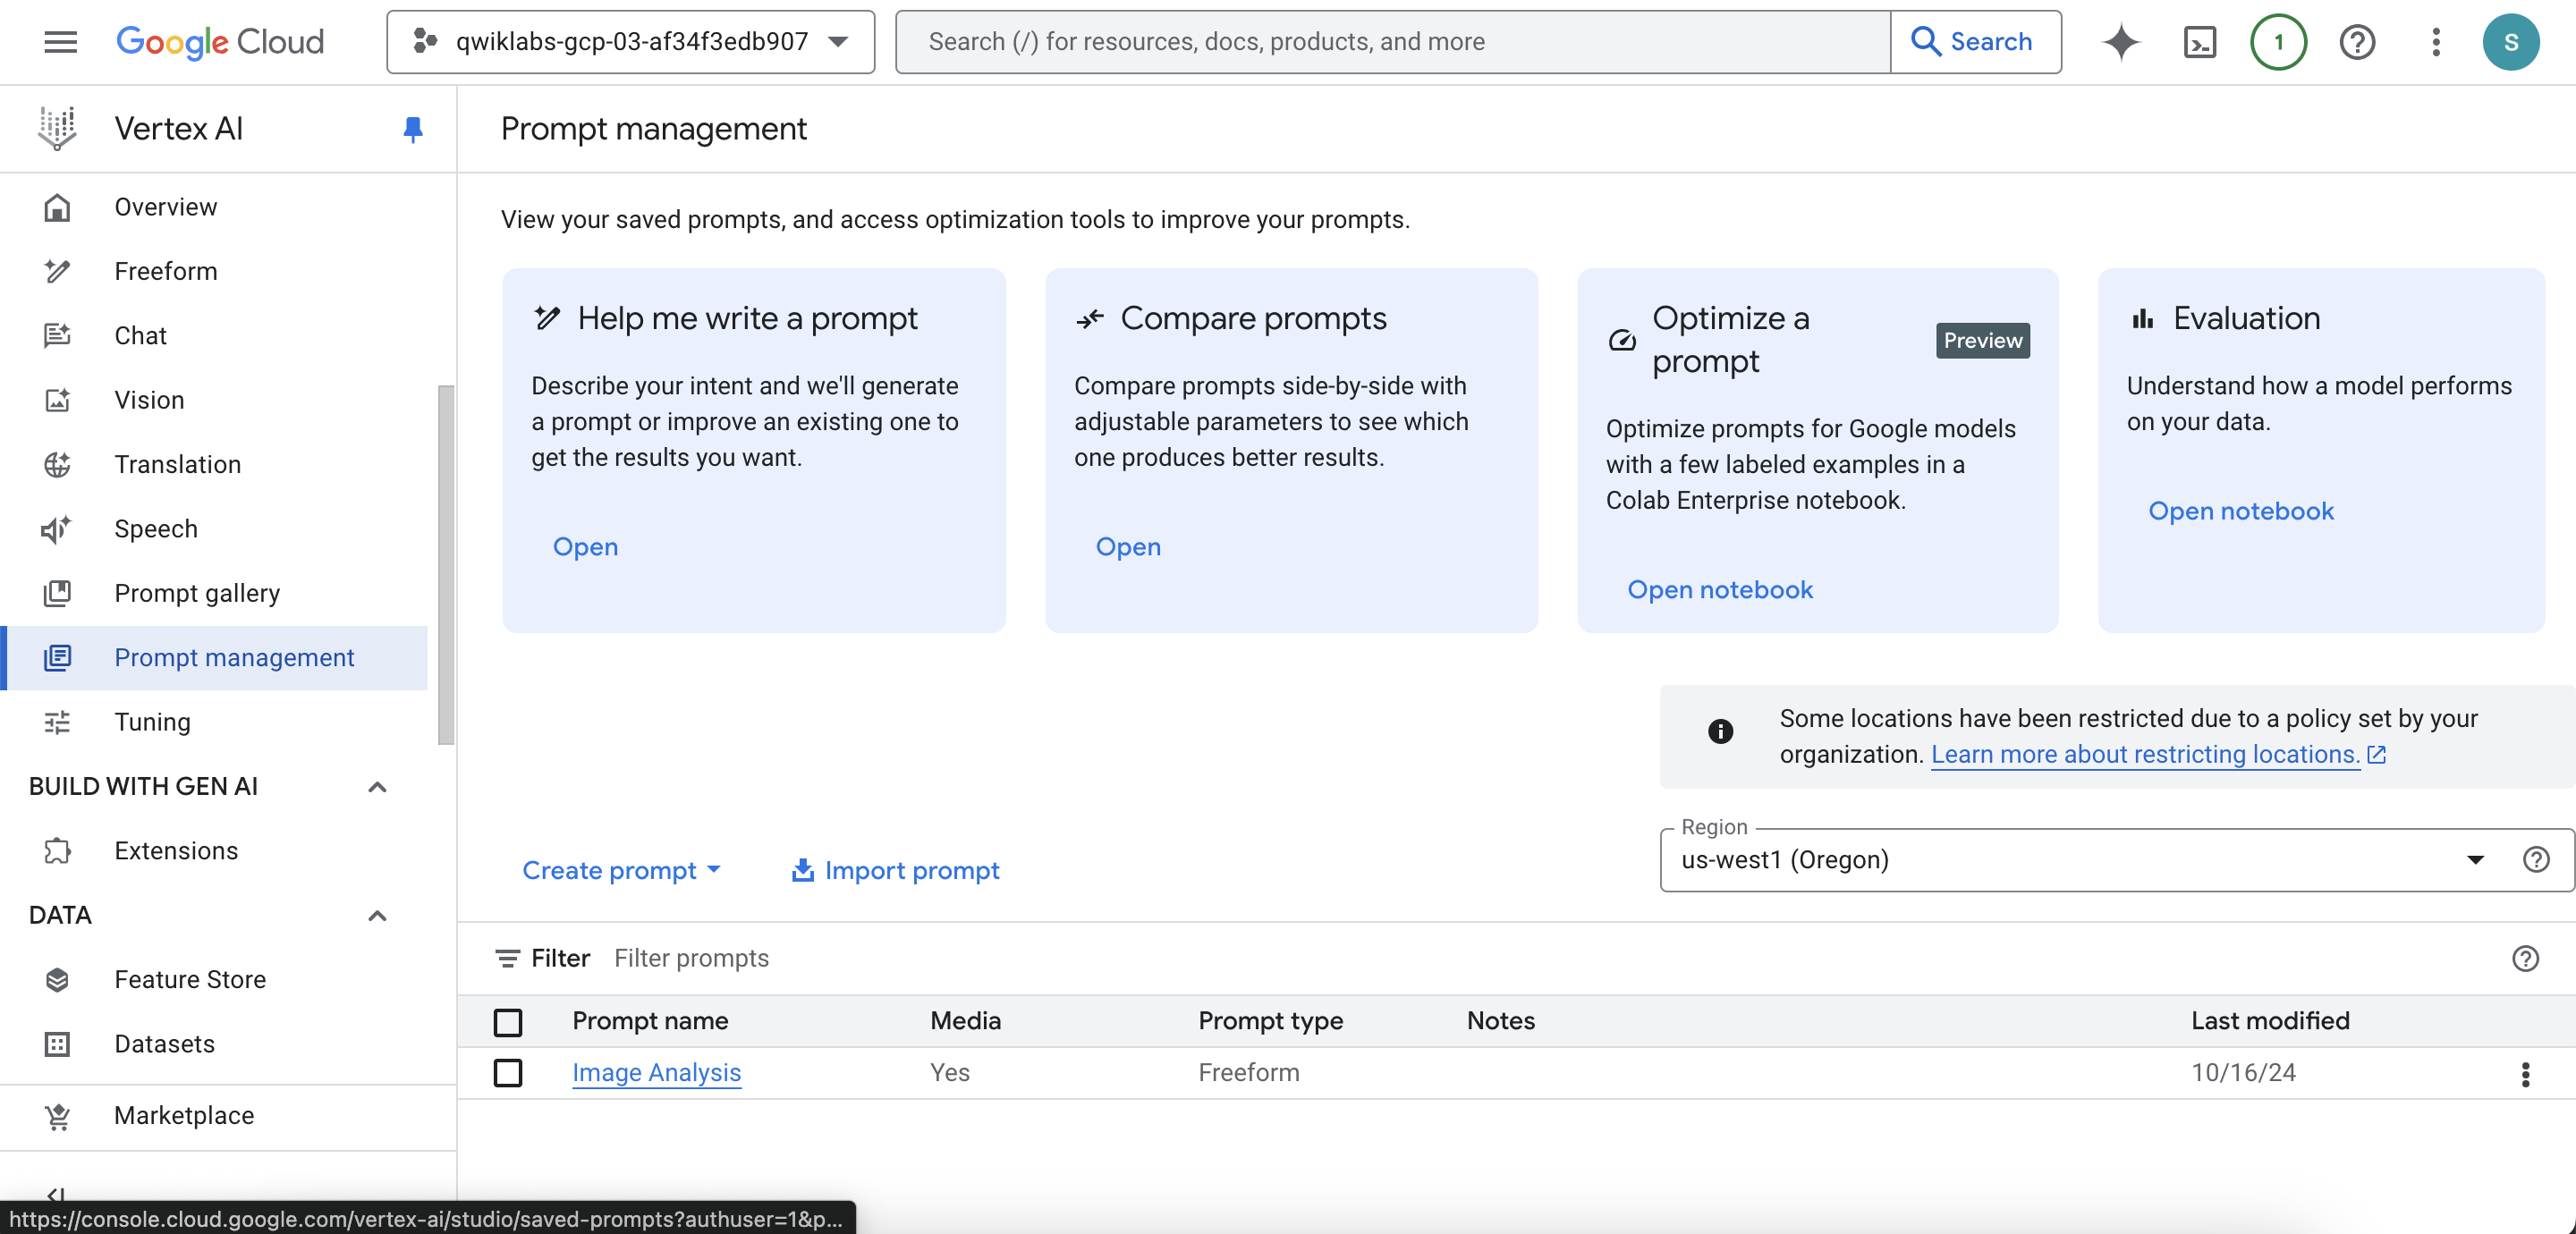 Google Cloud
qwiklabs-gcp-03-af34f3edb907
Search (/) for resources, docs, products, and more
Search
1
S
Vertex AI
Overview
Freeform
Chat
Vision
Translation
Speech
Prompt gallery
Prompt management
Tuning
BUILD WITH GEN AI
Extensions
DATA
Feature Store
Datasets
Marketplace
https://console.cloud.google.com/vertex-ai/studio/saved-prompts?authuser=1&p...
Prompt management
View your saved prompts, and access optimization tools to improve your prompts.
Help me write a prompt
Describe your intent and we'll generate
a prompt or improve an existing one to
get the results you want.
Open
Compare prompts
Compare prompts side-by-side with
adjustable parameters to see which
one produces better results.
Open
Optimize a
prompt
Preview
Optimize prompts for Google models
with a few labeled examples in a
Colab Enterprise notebook.
Open notebook
Evaluation
Understand how a model performs
on your data.
Open notebook
Some locations have been restricted due to a policy set by your
organization. Learn more about restricting locations.
Create prompt
Import prompt
Region
us-west1 (Oregon)
Filter Filter prompts
Prompt name Media Prompt type Notes Last modified
Image Analysis Yes Freeform 10/16/24